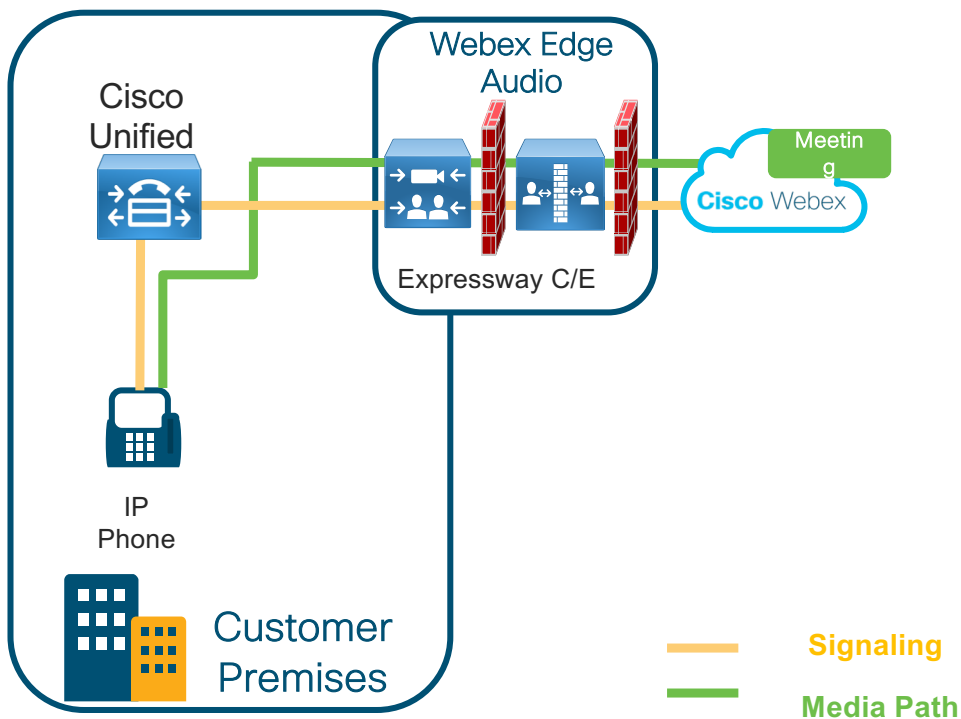 Webex Edge
Audio
Cisco
Unified
Meetin
g
Cisco Webex
Expressway C/E
IP
Phone
Customer
Premises
Signaling
Media Path